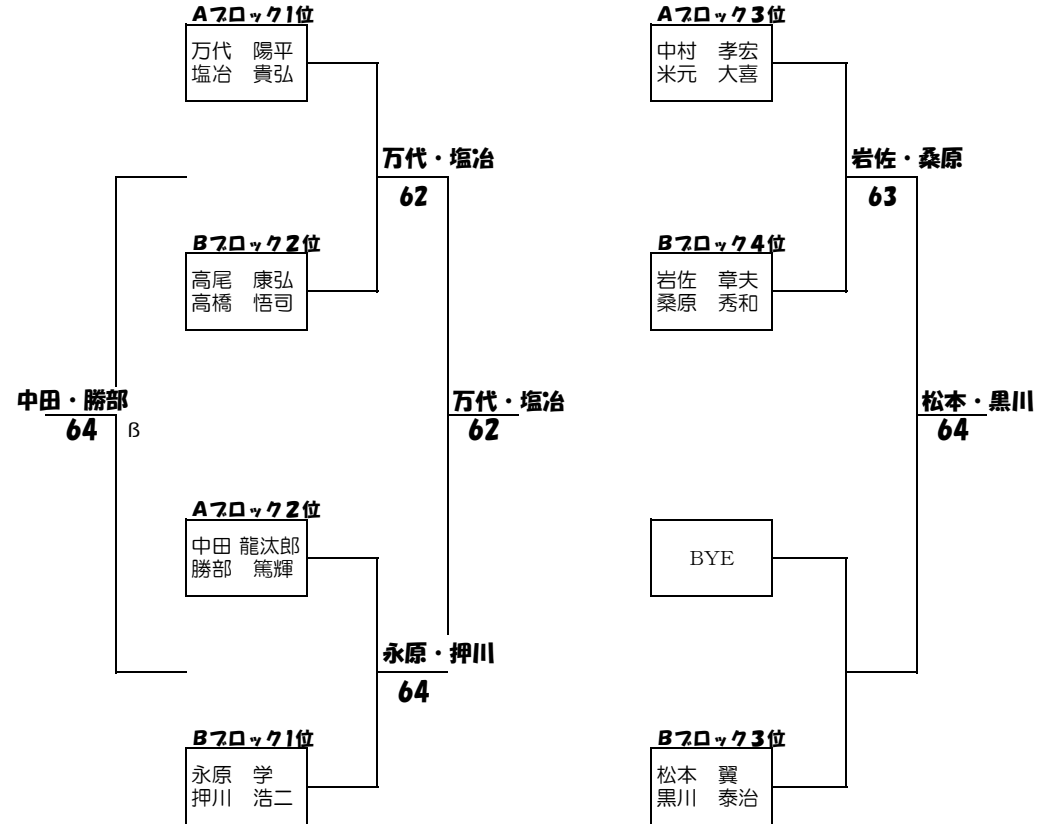 Aブロック1位
万代　陽平
塩冶　貴弘
万代・塩冶
62
Bブロック2位
高尾　康弘
高橋　悟司
中田・勝部
64
ß
万代・塩冶
62
Aブロック2位
中田 龍汰郎
勝部　篤輝
永原・押川
64
Bブロック1位
永原　学
押川　浩二
Aブロック3位
中村　孝宏
米元　大喜
岩佐・桑原
63
Bブロック4位
岩佐　章夫
桑原　秀和
松本・黒川
64
BYE
Bブロック3位
松本　翼
黒川　泰治